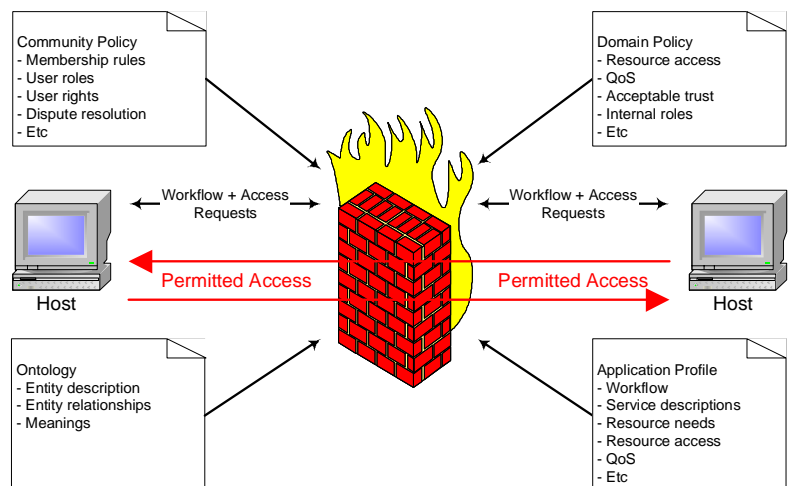 Community Policy
- Membership rules
- User roles
- User rights
- Dispute resolution
- Etc
Domain Policy
- Resource access
- QoS
- Acceptable trust
- Internal roles
- Etc
Workflow + Access
Requests
Workflow + Access
Requests
Permitted Access
Permitted Access
Host
Host
Ontology
- Entity description
- Entity relationships
- Meanings
Application Profile
- Workflow
- Service descriptions
- Resource needs
- Resource access
- QoS
- Etc